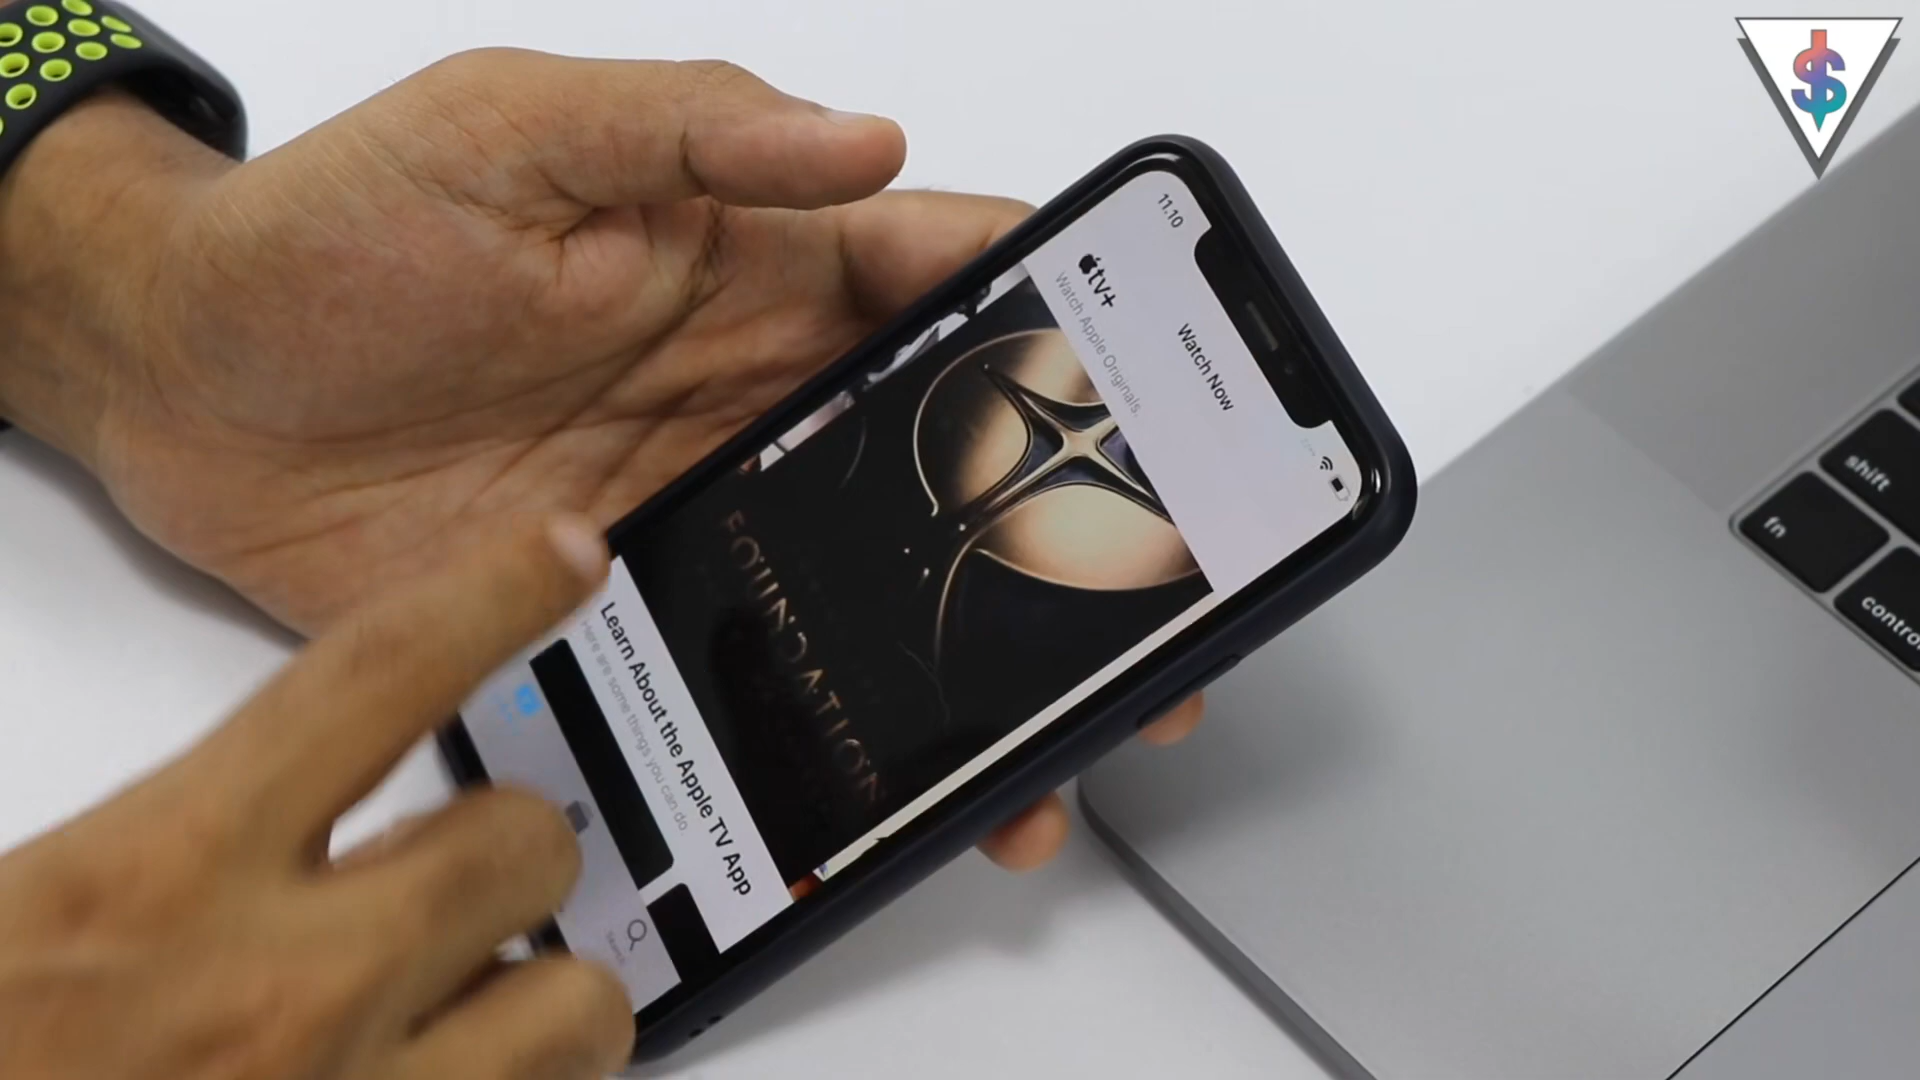 11.10
Watch Now
tv+
Watch Apple Originals.
FOUNDATION
Learn About the Apple TV App
Here are some things you can do.
Search
shift
fn
contro
$